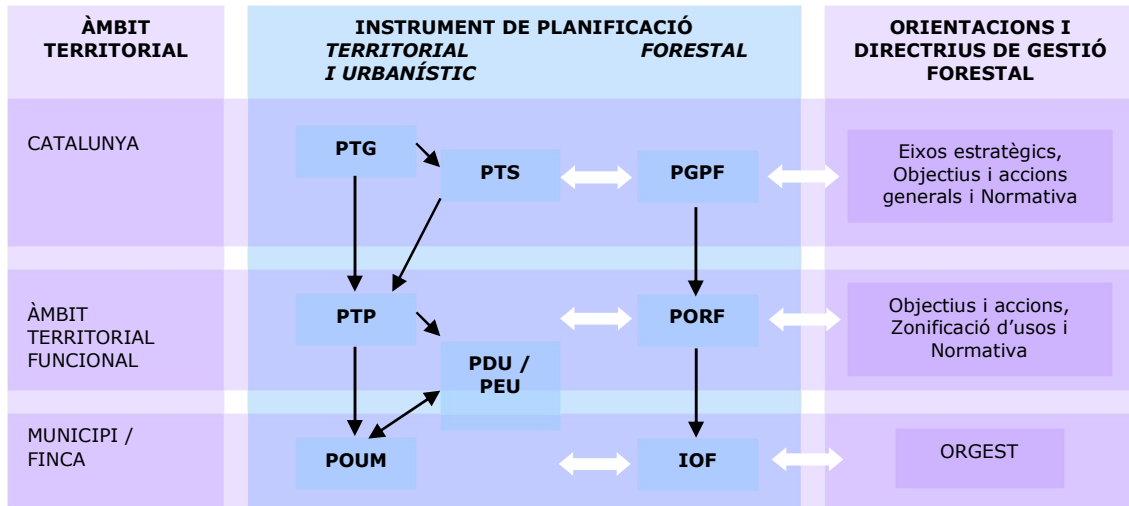 ÀMBIT
TERRITORIAL
INSTRUMENT DE PLANIFICACIÓ
TERRITORIAL
I URBANÍSTIC
FORESTAL
ORIENTACIONS I
DIRECTRIUS DE GESTIÓ
FORESTAL
CATALUNYA
PTG
PTS
PGPF
Eixos estratègics,
Objectius i accions
generals i Normativa
ÀMBIT
TERRITORIAL
FUNCIONAL
PTP
PDU /
PEU
PORF
Objectius i accions,
Zonificació d’usos i
Normativa
MUNICIPI /
FINCA
POUM
IOF
ORGEST